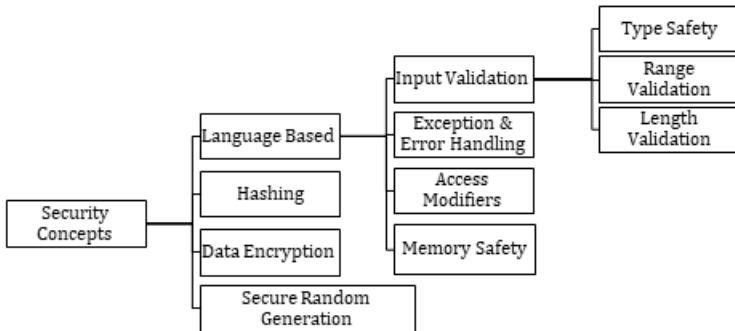 Type Safety
Input Validation
Range
Validation
Length
Validation
Language Based
Exception &
Error Handling
Hashing
Access
Modifiers
Security
Concepts
Data Encryption
Memory Safety
Secure Random
Generation